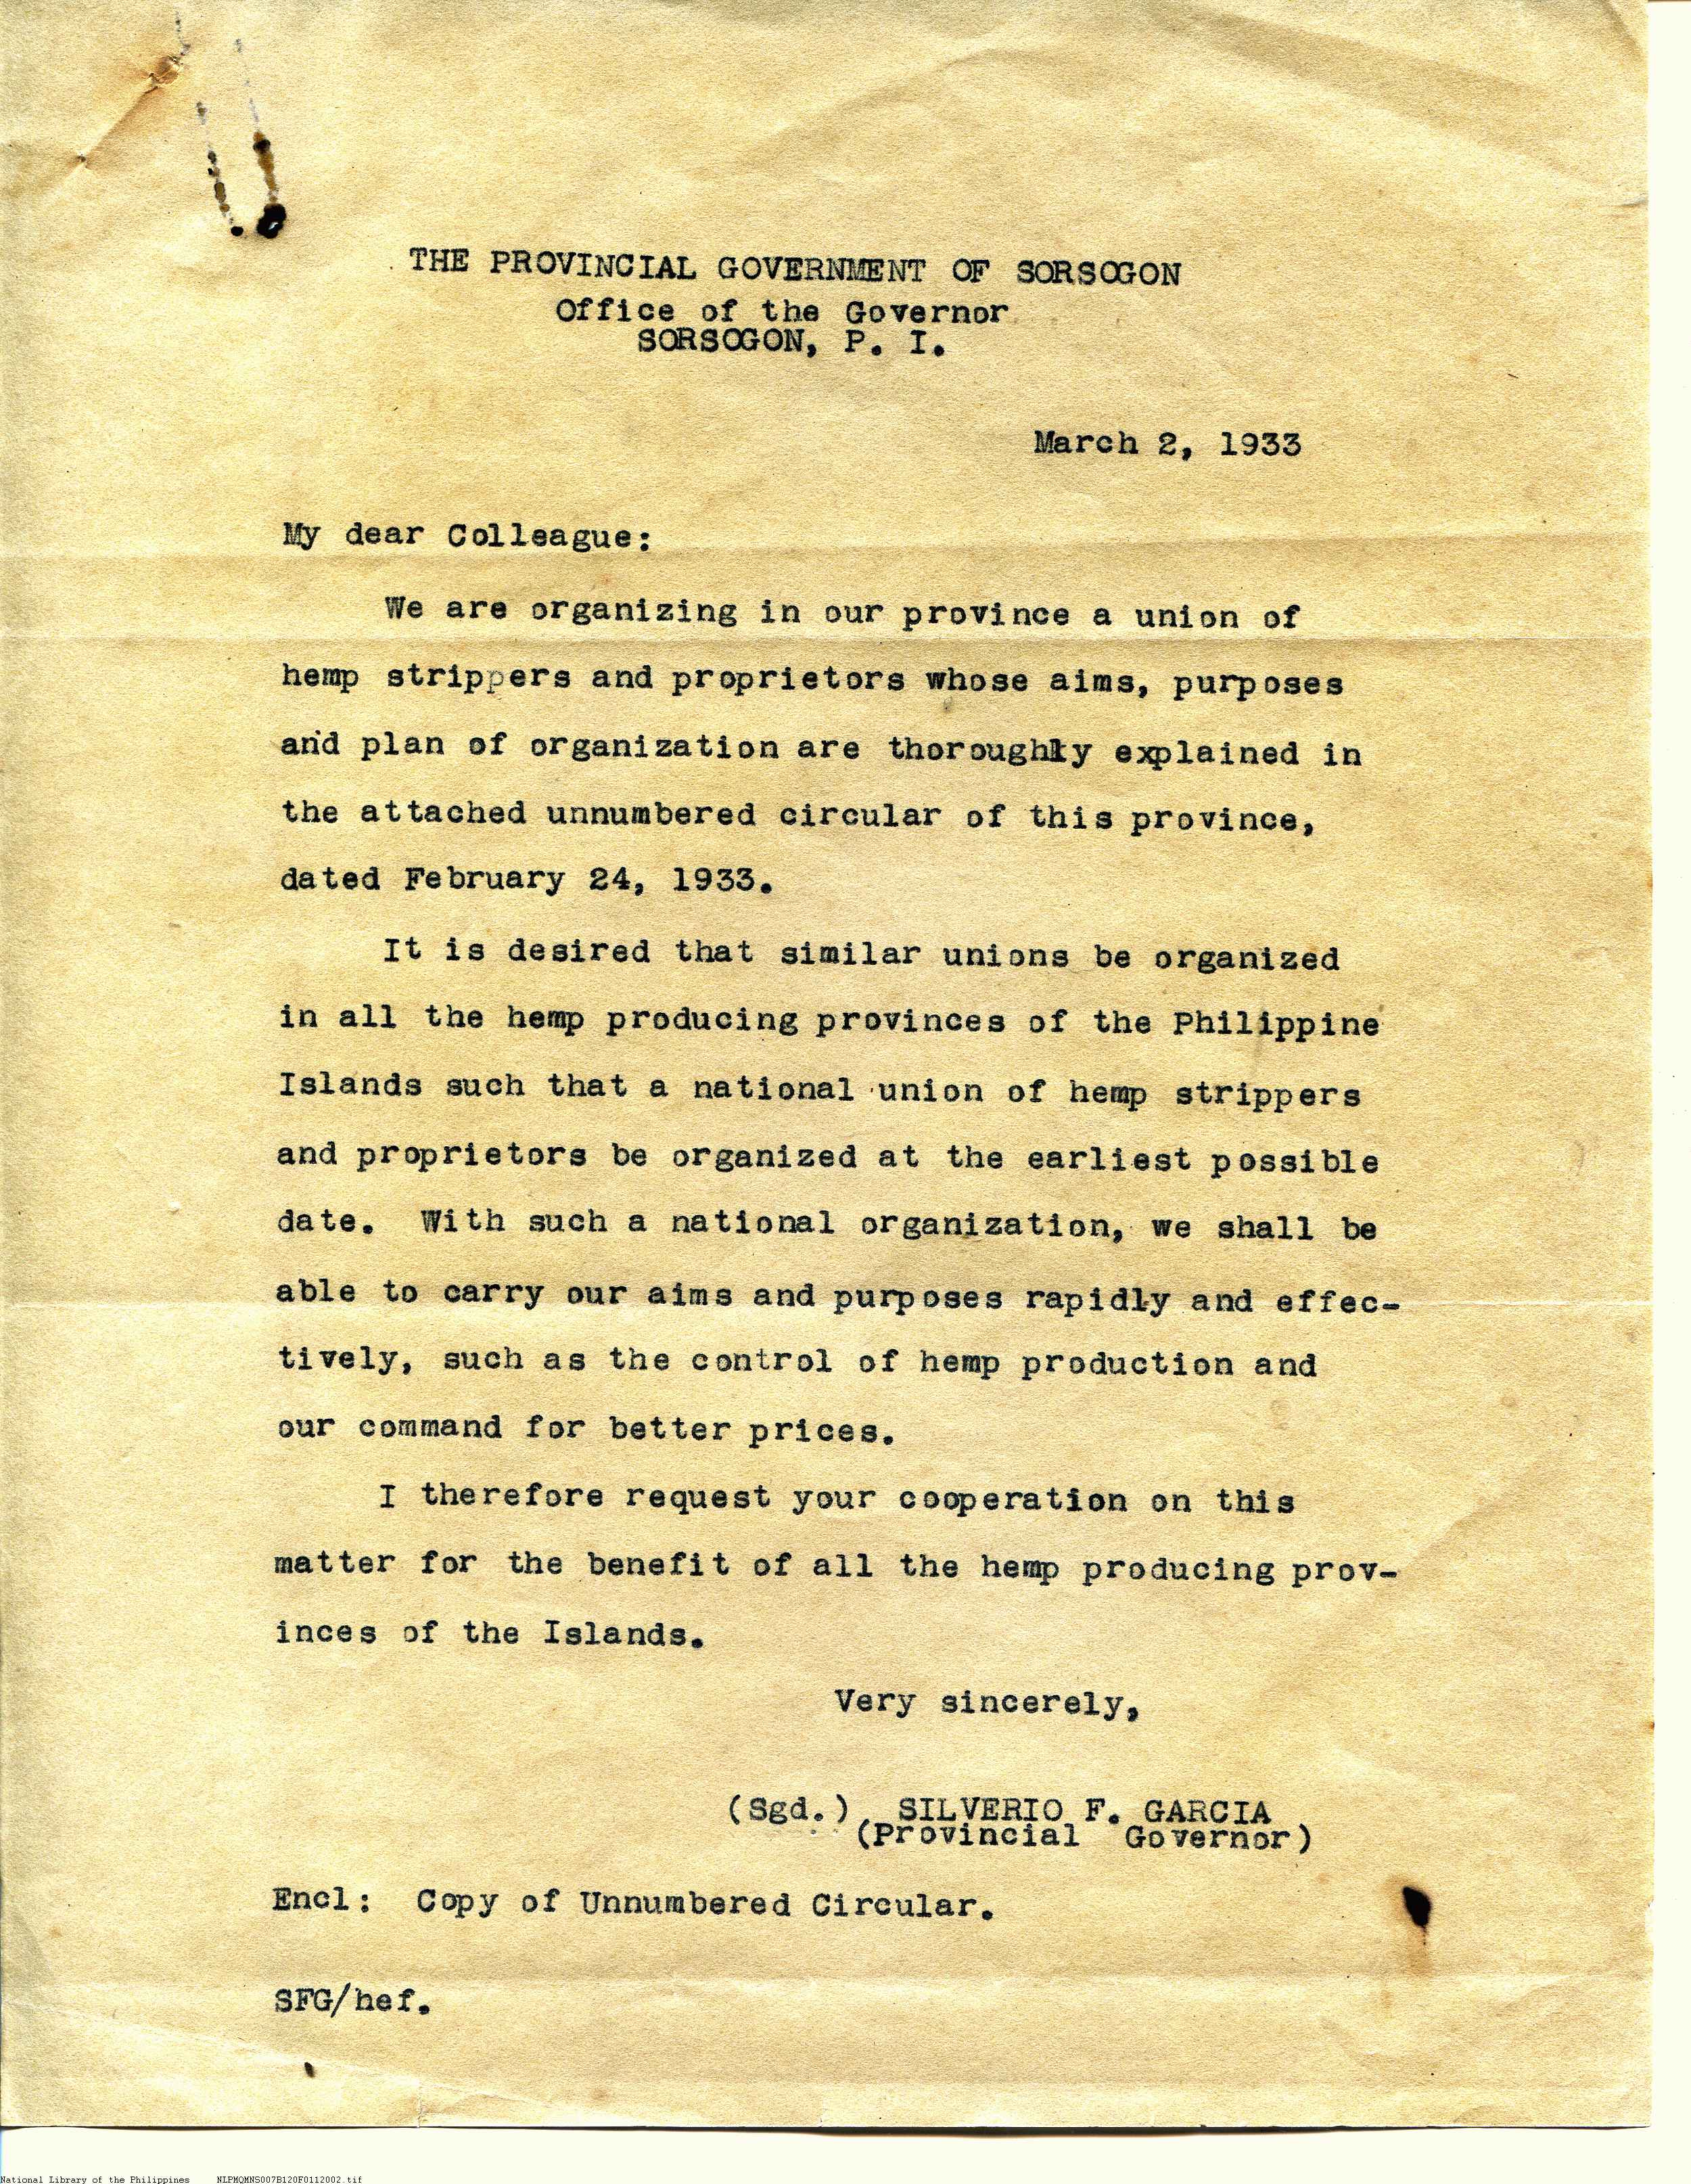 THE PROVINCIAL GOVERNMENT OF SORSOGON
Office of the Governor
SORSOGON, P. I.
March 2, 1933
My dear Colleague:
We are organizing in our province a union of
hemp strippers and proprietors whose aims, purposes
and plan of organization are thoroughly explained in
the attached unnumbered circular of this province,
dated February 24, 1933.
It is desired that similar unions be organized
in all the hemp producing provinces of the Philippine
Islands such that a national union of hemp strippers
and proprietors be organized at the earliest possible
date. With such a national organization, we shall be
able to carry our aims and purposes rapidly and effec-
tively, such as the control of hemp production and
our command for better prices.
I therefore request your cooperation on this
matter for the benefit of all the hemp producing prov-
inces of the Islands.
Very sincerely,
(Sgd.) SILVERIO F. GARCIA
(Provincial Governor)
Encl: Copy of Unnumbered Circular.
SFG/hef.
National Library of the Philippines NLPMQMNS007B120F0112002.tif